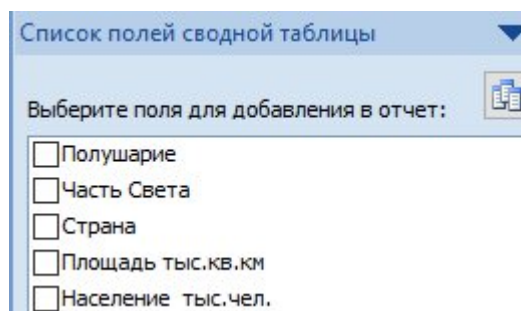 Список полей сводной таблицы
Выберите поля для добавления в отчет:
Полушарие
Часть Света
Страна
Площадь тыс.кв.км
Население тыс.чел.